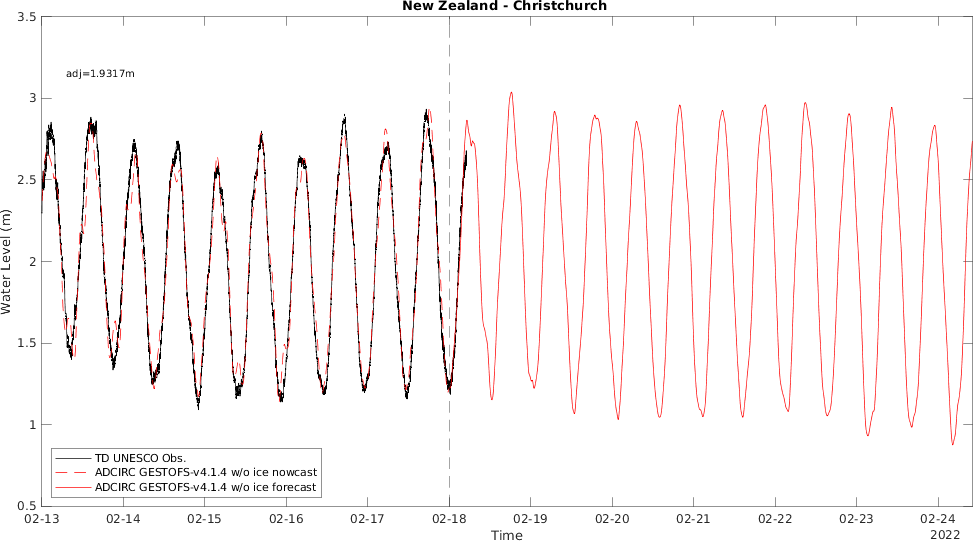 New Zealand - Christchurch
3.5
3
2.5
2
1.5
1
0.5
Water Level (m)
adj=1.9317m
TD UNESCO Obs.
ADCIRC GESTOFS-v4.1.4 w/o ice nowcast
ADCIRC GESTOFS-v4.1.4 w/o ice forecast
02-13 02-14 02-15 02-16 02-17 02-18 02-19 02-20 02-21 02-22 02-23 02-24
Time
2022